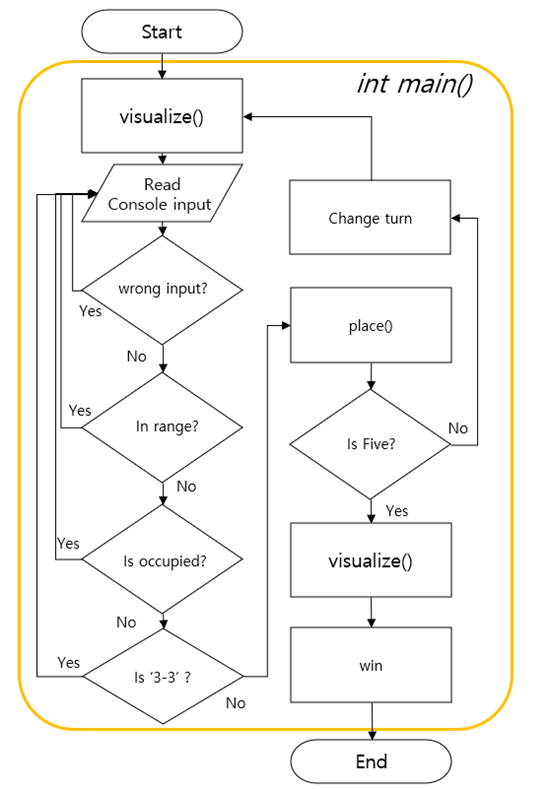 Start
int main()
visualize()
Read
Console input
wrong input?
Yes
No
In range?
Yes
No
Is occupied?
Yes
No
Is ‘3-3’ ?
Yes
No
Change turn
place()
Is Five?
No
Yes
visualize()
win
End